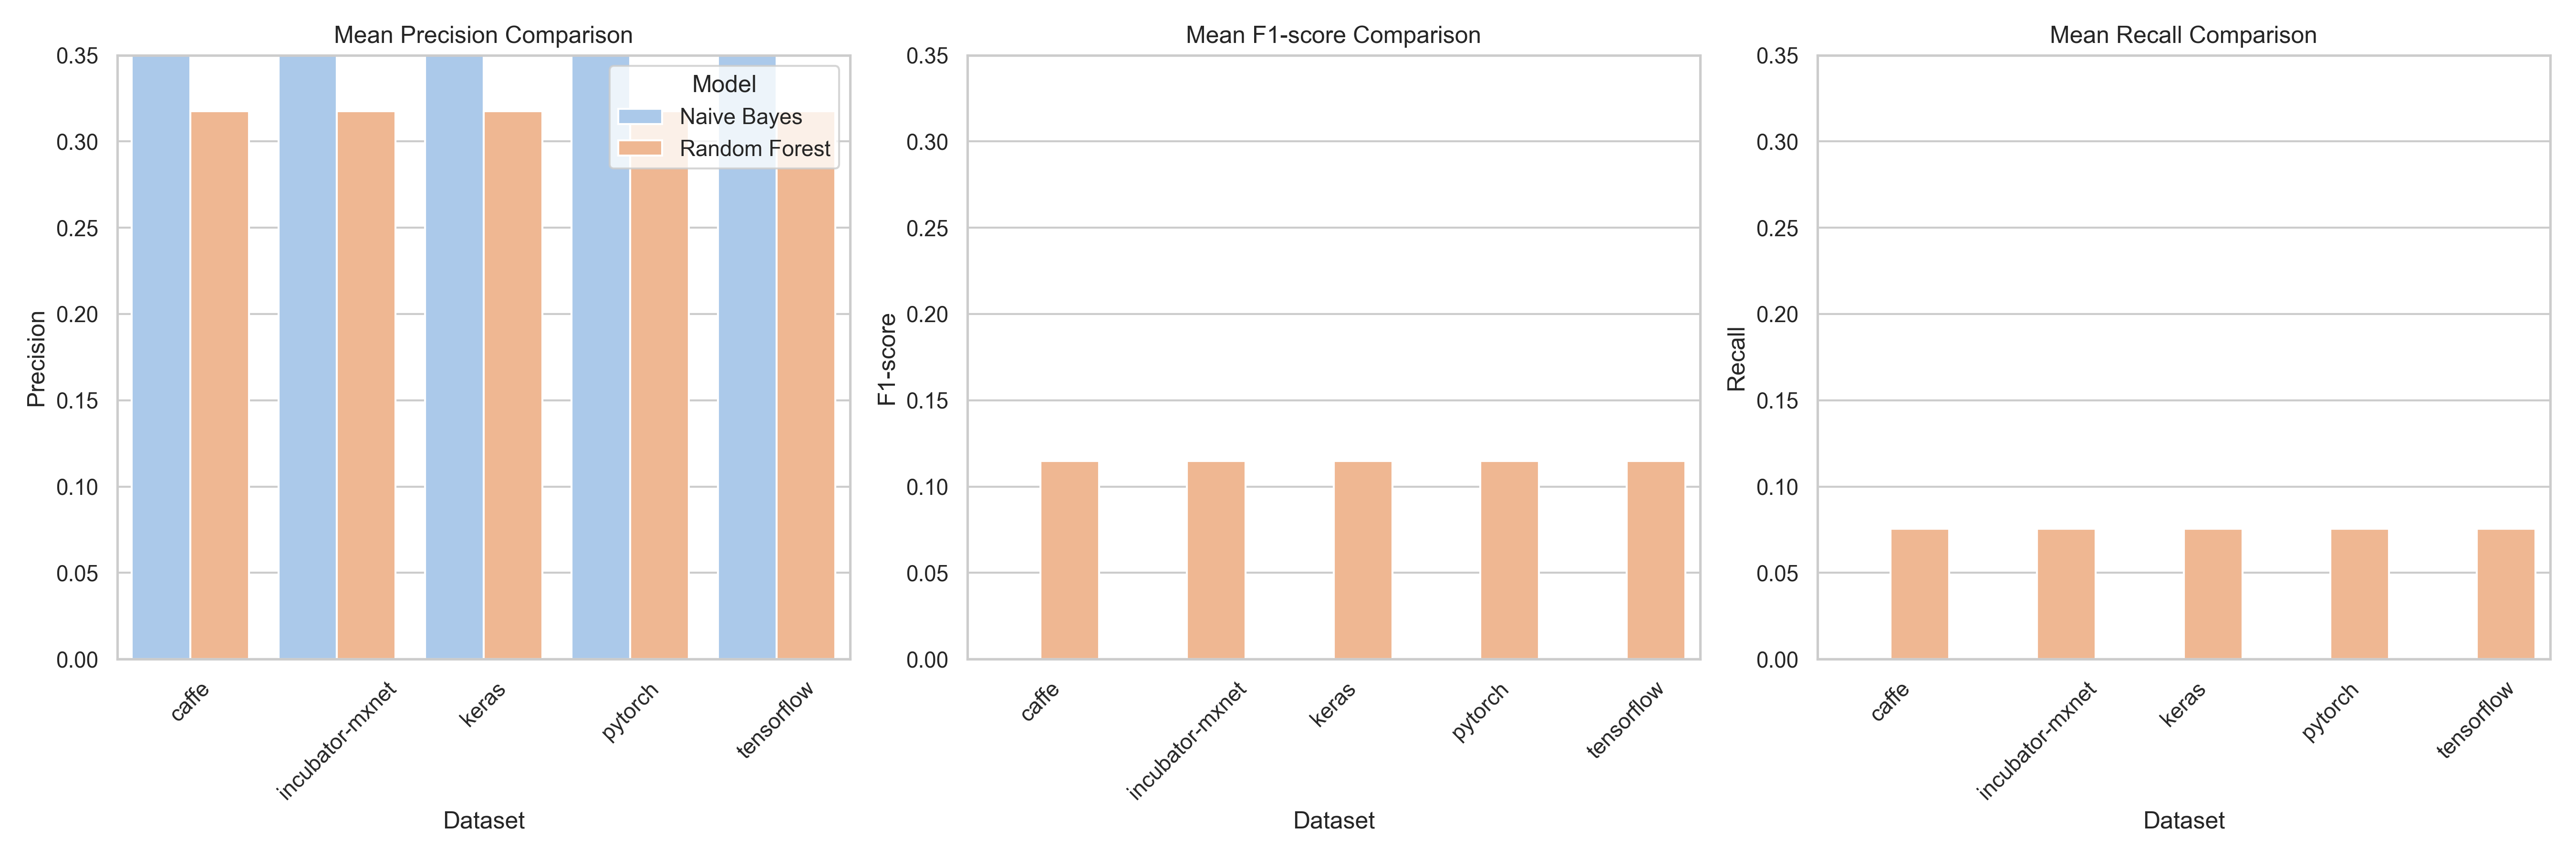 Mean Precision Comparison
0.35
0.30
0.25
0.20
0.15
0.10
0.05
0.00
Precision
Model
Naive Bayes
Random Forest
caffe
incubator-mxnet
keras
pytorch
tensorflow
Dataset
Mean F1-score Comparison
0.35
0.30
0.25
0.20
0.15
0.10
0.05
0.00
F1-score
caffe
incubator-mxnet
keras
pytorch
tensorflow
Dataset
Mean Recall Comparison
0.35
0.30
0.25
0.20
0.15
0.10
0.05
0.00
Recall
caffe
incubator-mxnet
keras
pytorch
tensorflow
Dataset